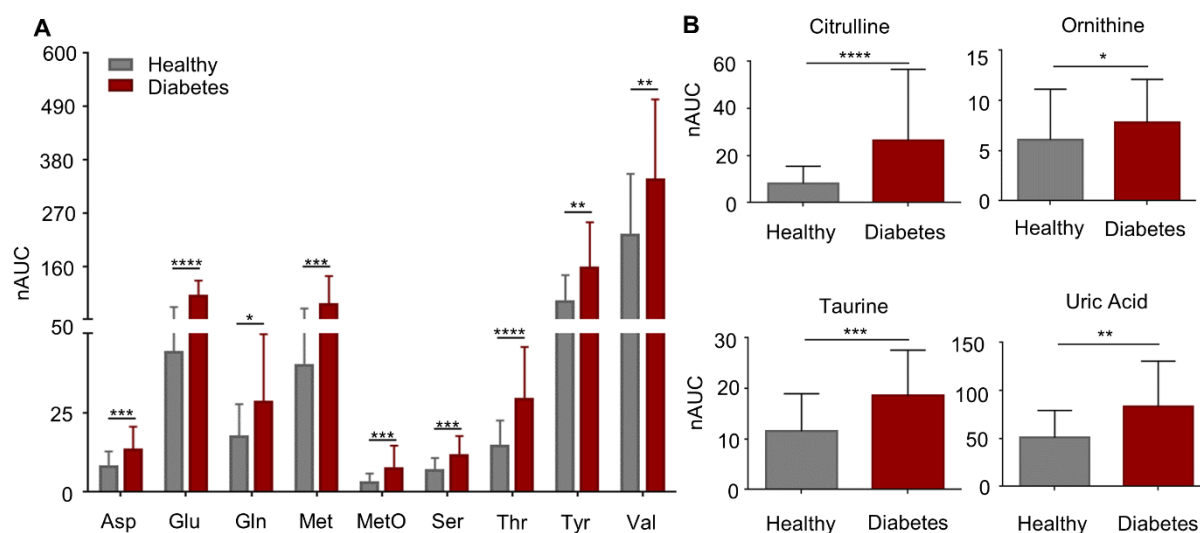 A
600
490
380
270
160
50
25
0
nAUC
Healthy
Diabetes
***
****
*
***
***
***
****
**
**
Asp Glu Gln Met MetO Ser Thr Tyr Val
B
Citrulline
nAUC
60
40
20
0
****
Healthy Diabetes
Ornithine
15
10
5
0
*
Healthy Diabetes
Taurine
nAUC
30
20
10
0
***
Healthy Diabetes
Uric Acid
150
100
50
0
**
Healthy Diabetes